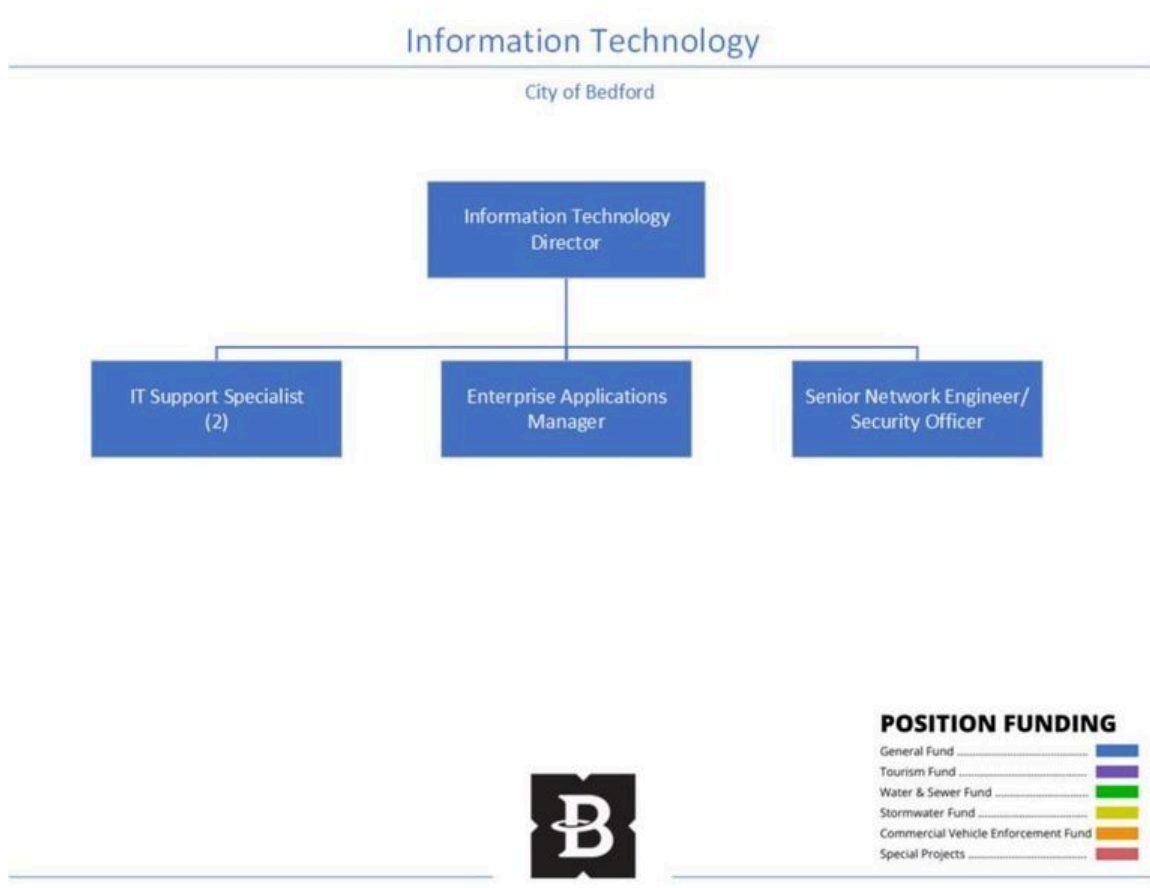 Information Technology
City of Bedford
Information Technology
Director
IT Support Specialist
(2)
Enterprise Applications
Manager
Senior Network Engineer/
Security Officer
POSITION FUNDING
General Fund
Tourism Fund
Water & Sewer Fund
Stormwater Fund
Commercial Vehicle Enforcement Fund
Special Projects
B